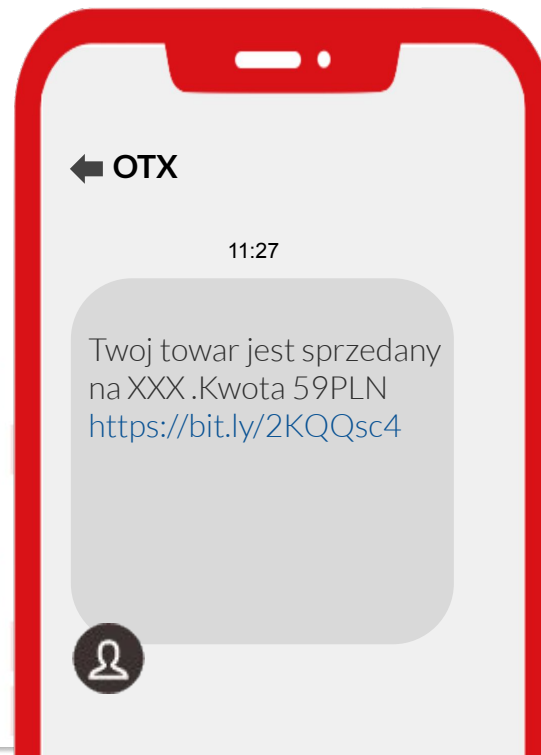 OTX
11:27
Twoj towar jest sprzedany
na XXX .Kwota 59PLN
https://bit.ly/2KQQsc4